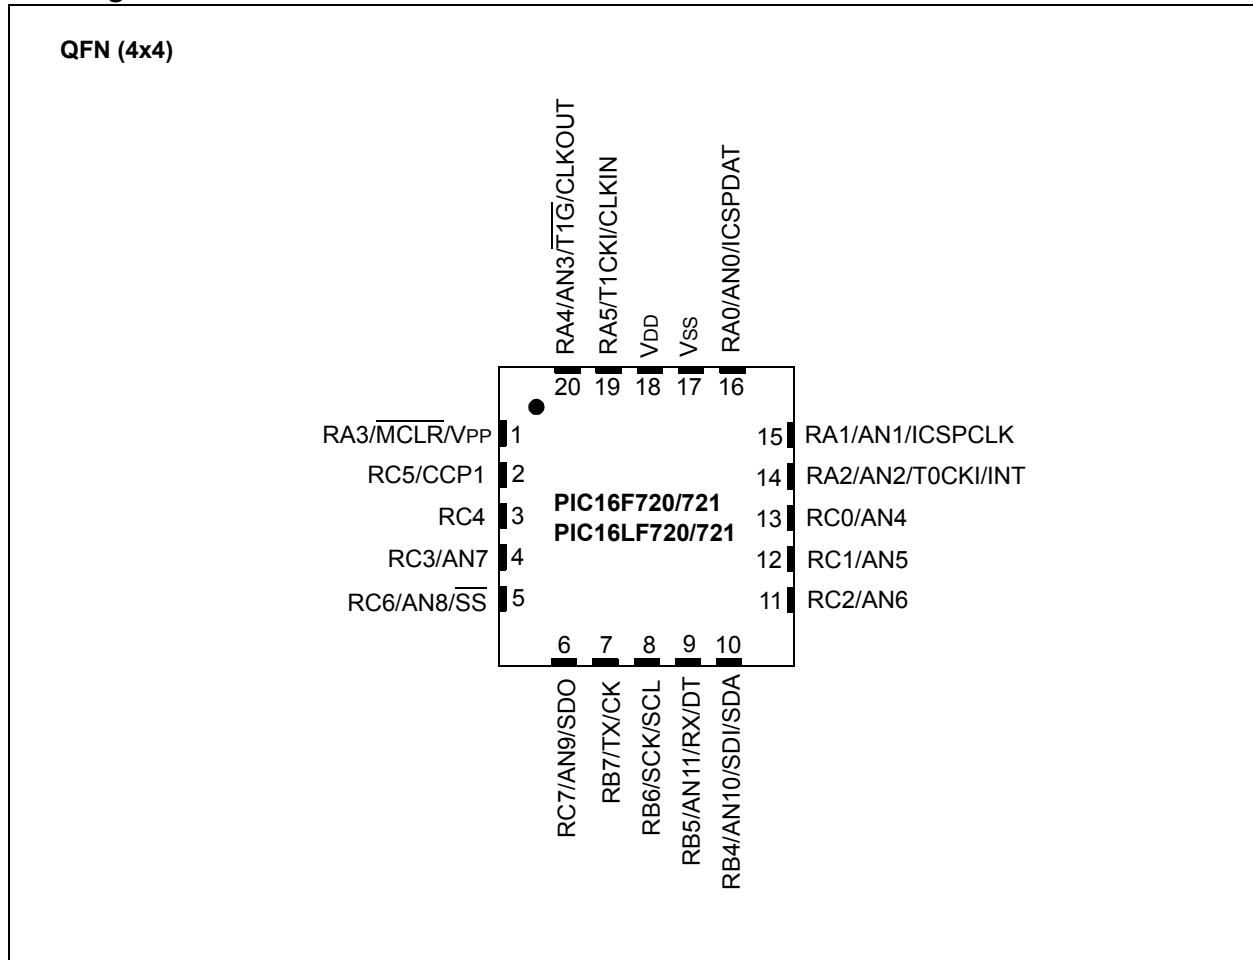 QFN (4x4)
RA4/AN3/T1G/CLKOUT
RA5/T1CKI/CLKIN
VDD
VSS
RA0/AN0/ICSPDAT
20 19 18 17 16
RA3/MCLR/VPP 1
RC5/CCP1 2
RC4 3
RC3/AN7 4
RC6/AN8/SS 5
PIC16F720/721
PIC16LF720/721
15 RA1/AN1/ICSPCLK
14 RA2/AN2/T0CKI/INT
13 RC0/AN4
12 RC1/AN5
11 RC2/AN6
6 7 8 9 10
RC7/AN9/SDO
RB7/TX/CK
RB6/SCK/SCL
RB5/AN11/RX/DT
RB4/AN10/SDI/SDA